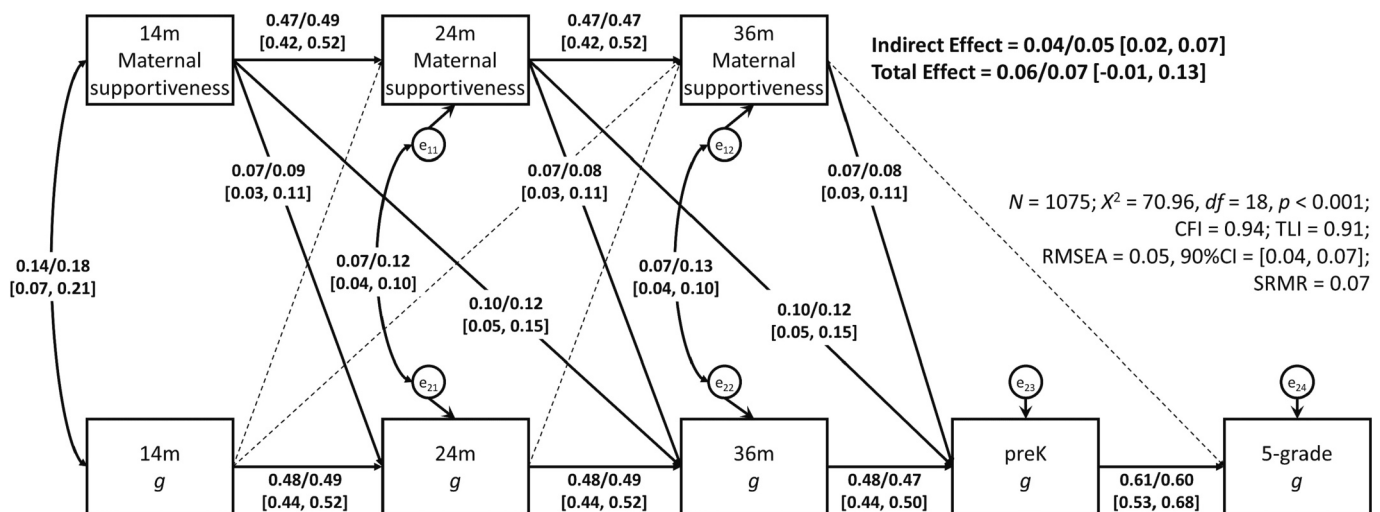 14m
Maternal
supportiveness
0.47/0.49
[0.42, 0.52]
24m
Maternal
supportiveness
0.47/0.47
[0.42, 0.52]
36m
Maternal
supportiveness
Indirect Effect = 0.04/0.05 [0.02, 0.07]
Total Effect = 0.06/0.07 [-0.01, 0.13]
e11
e12
0.07/0.09
[0.03, 0.11]
0.07/0.08
[0.03, 0.11]
0.07/0.08
[0.03, 0.11]
N = 1075; X² = 70.96, df = 18, p < 0.001;
CFI = 0.94; TLI = 0.91;
RMSEA = 0.05, 90%CI = [0.04, 0.07];
SRMR = 0.07
0.14/0.18
[0.07, 0.21]
0.07/0.12
[0.04, 0.10]
0.07/0.13
[0.04, 0.10]
0.10/0.12
[0.05, 0.15]
0.10/0.12
[0.05, 0.15]
e21
e22
e23
e24
14m
g
0.48/0.49
[0.44, 0.52]
24m
g
0.48/0.49
[0.44, 0.52]
36m
g
0.48/0.47
[0.44, 0.50]
preK
g
0.61/0.60
[0.53, 0.68]
5-grade
g